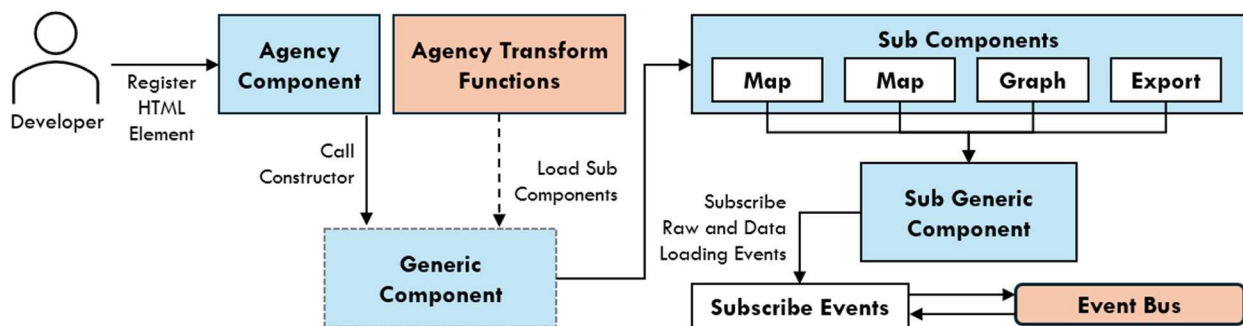 Developer
Register
HTML
Element
Agency
Component
Agency Transform
Functions
Call
Constructor
Load Sub
Components
Generic
Component
Sub Components
Map
Map
Graph
Export
Sub Generic
Component
Subscribe
Raw and Data
Loading Events
Subscribe Events
Event Bus